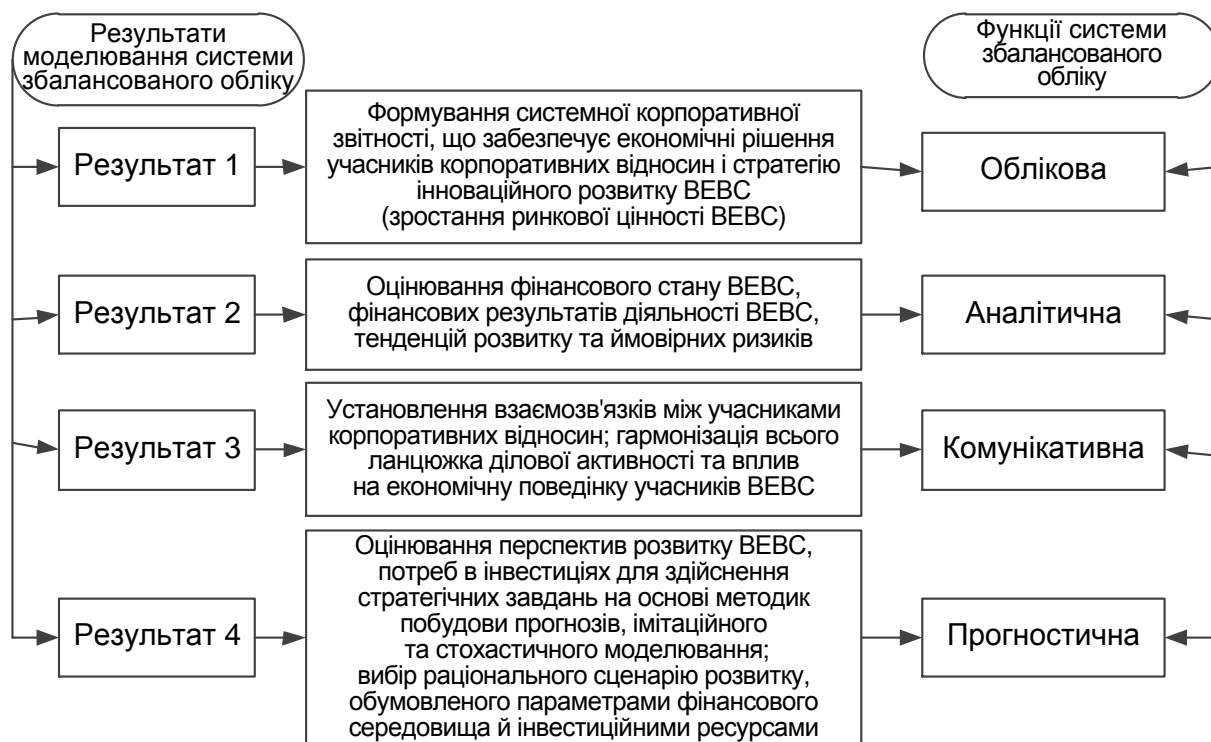 Результати
моделювання системи
збалансованого обліку
Функції системи
збалансованого
обліку
Результат 1
Формування системної корпоративної
звітності, що забезпечує економічні рішення
учасників корпоративних відносин і стратегію
інноваційного розвитку ВЕВС
(зростання ринкової цінності ВЕВС)
Облікова
Результат 2
Оцінювання фінансового стану ВЕВС,
фінансових результатів діяльності ВЕВС,
тенденцій розвитку та ймовірних ризиків
Аналітична
Результат 3
Установлення взаємозв'язків між учасниками
корпоративних відносин; гармонізація всього
ланцюжка ділової активності та вплив
на економічну поведінку учасників ВЕВС
Комунікативна
Результат 4
Оцінювання перспектив розвитку ВЕВС,
потреб в інвестиціях для здійснення
стратегічних завдань на основі методик
побудови прогнозів, імітаційного
та стохастичного моделювання;
вибір раціонального сценарію розвитку,
обумовленого параметрами фінансового
середовища й інвестиційними ресурсами
Прогностична